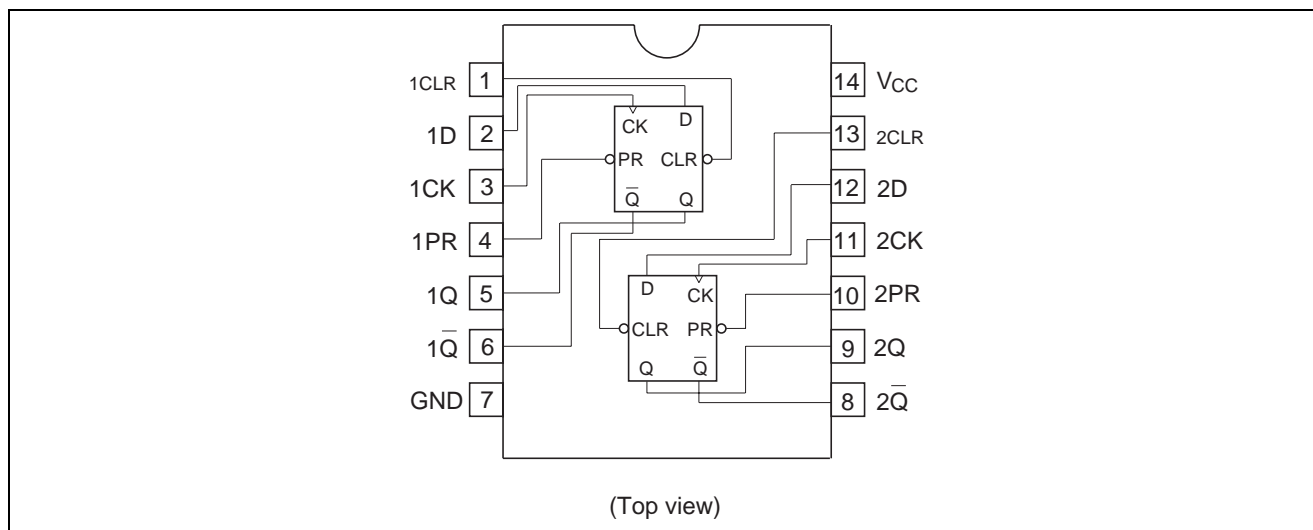 1CLR 1 14 VCC
1D 2 13 2CLR
1CK 3 12 2D
1PR 4 11 2CK
1Q 5 10 2PR
1Q̅ 6 9 2Q
GND 7 8 2Q̅
CK D
PR CLR
Q̅ Q
D CK
CLR PR
Q Q̅
(Top view)